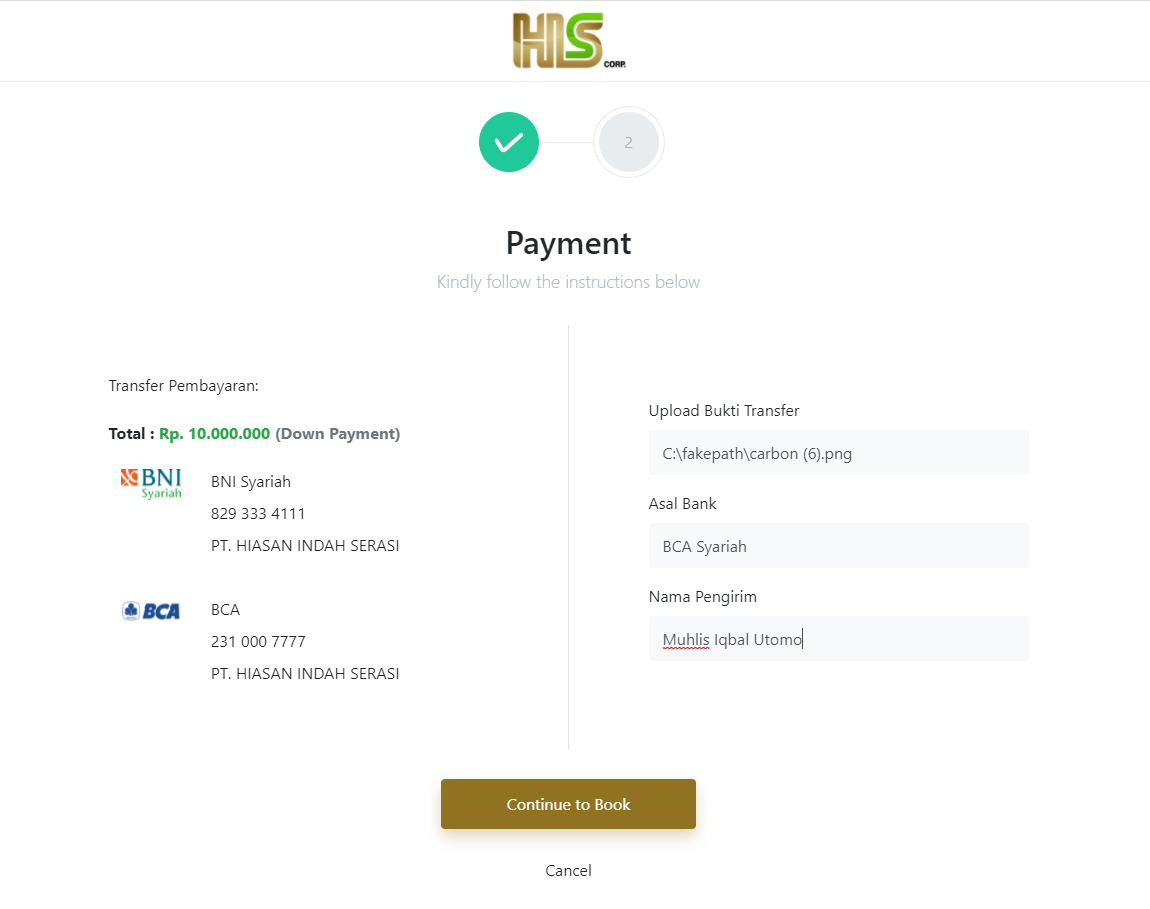 HIS CORP.
2
Payment
Kindly follow the instructions below
Transfer Pembayaran:
Total : Rp. 10.000.000 (Down Payment)
BNI Syariah
BNI Syariah
829 333 4111
PT. HIASAN INDAH SERASI
BCA
BCA
231 000 7777
PT. HIASAN INDAH SERASI
Upload Bukti Transfer
C:\fakepath\carbon (6).png
Asal Bank
BCA Syariah
Nama Pengirim
Muhlis Iqbal Utomo
Continue to Book
Cancel